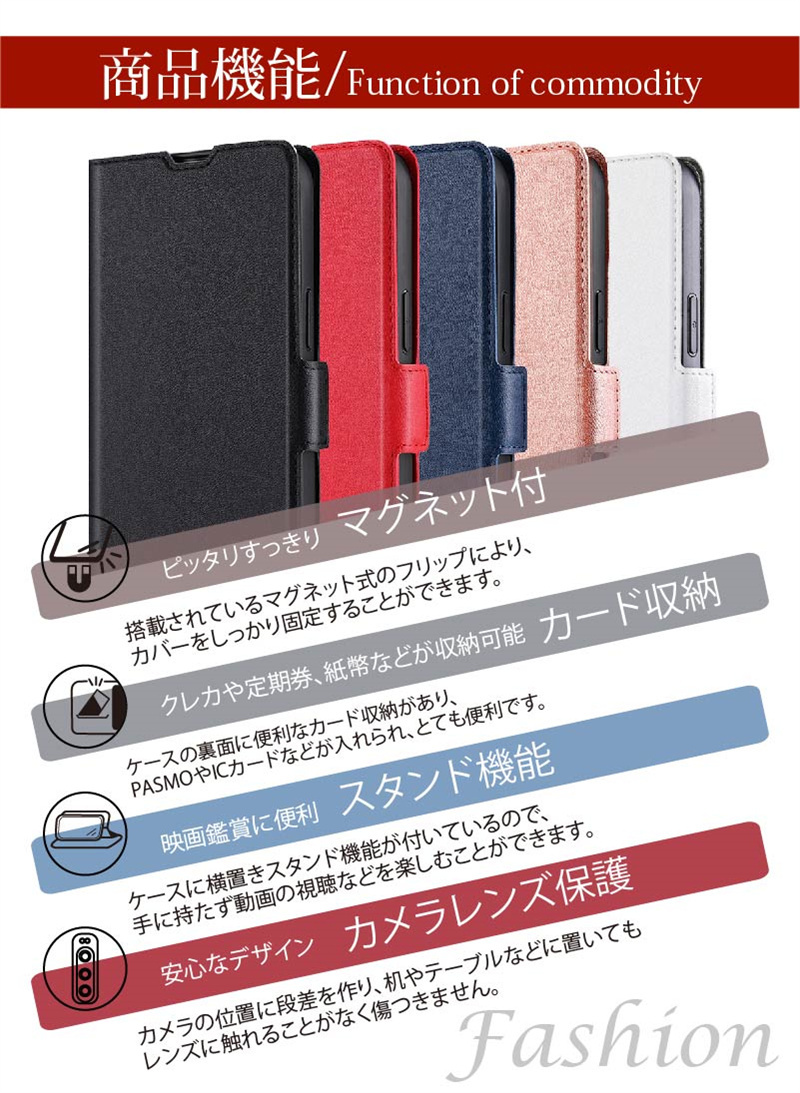 商品機能/Function of commodity
ピッタリすっきり マグネット付
搭載されているマグネット式のフリップにより、
カバーをしっかり固定することができます。
クレカや定期券、紙幣などが収納可能 カード収納
ケースの裏面に便利なカード収納があり、
PASMOやICカードなどが入れられ、とても便利です。
映画鑑賞に便利 スタンド機能
ケースに横置きスタンド機能が付いているので、
手に持たず動画の視聴などを楽しむことができます。
安心なデザイン カメラレンズ保護
カメラの位置に段差を作り、机やテーブルなどに置いても
レンズに触れることがなく傷つきません。
Fashion